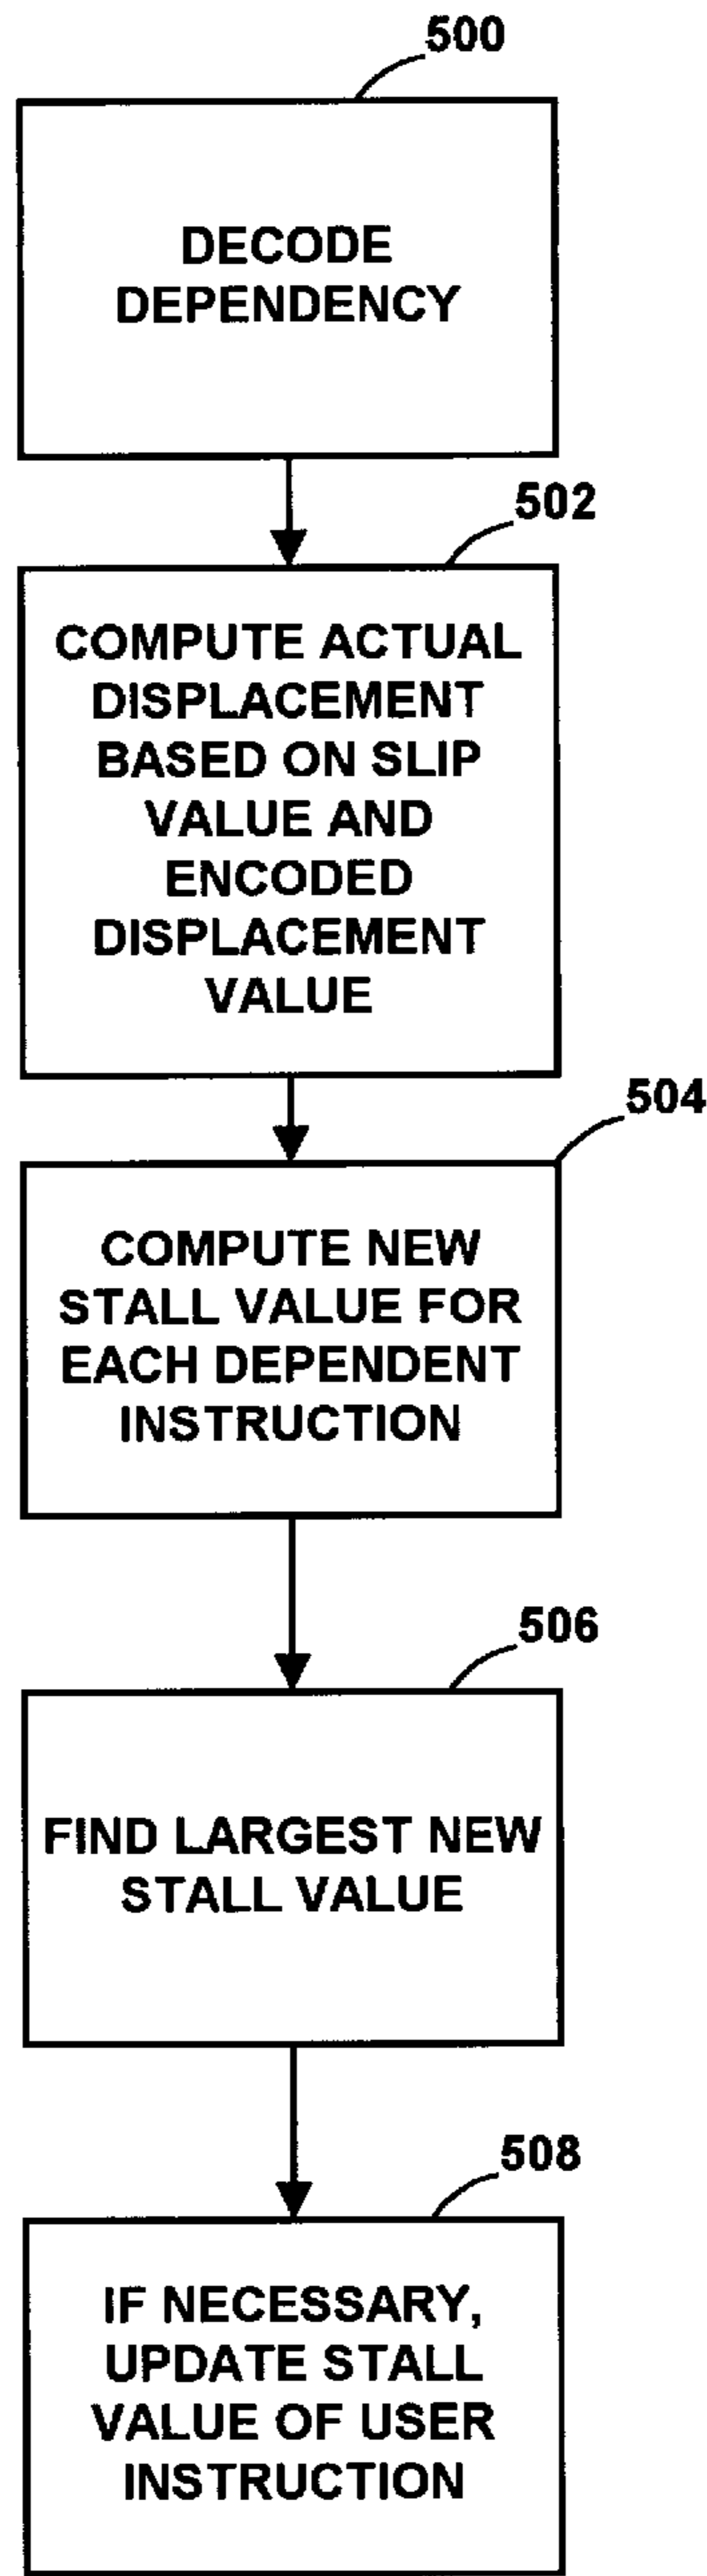 500
DECODE
DEPENDENCY
502
COMPUTE ACTUAL
DISPLACEMENT
BASED ON SLIP
VALUE AND
ENCODED
DISPLACEMENT
VALUE
504
COMPUTE NEW
STALL VALUE FOR
EACH DEPENDENT
INSTRUCTION
506
FIND LARGEST NEW
STALL VALUE
508
IF NECESSARY,
UPDATE STALL
VALUE OF USER
INSTRUCTION